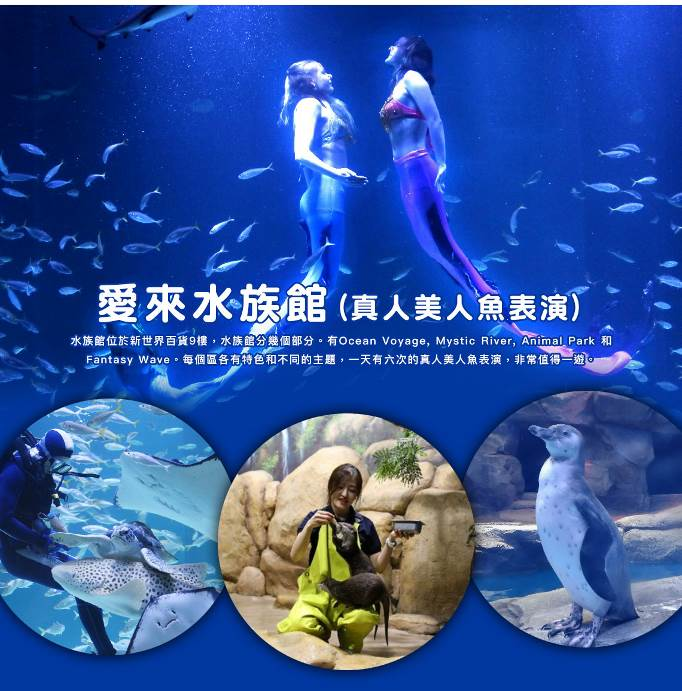 愛來水族館(真人美人魚表演)
水族館位於新世界百貨9樓，水族館分幾個部分。有Ocean Voyage, Mystic River, Animal Park 和
Fantasy Wave。每個區各有特色和不同的主題，一天有六次的真人美人魚表演，非常值得一遊。